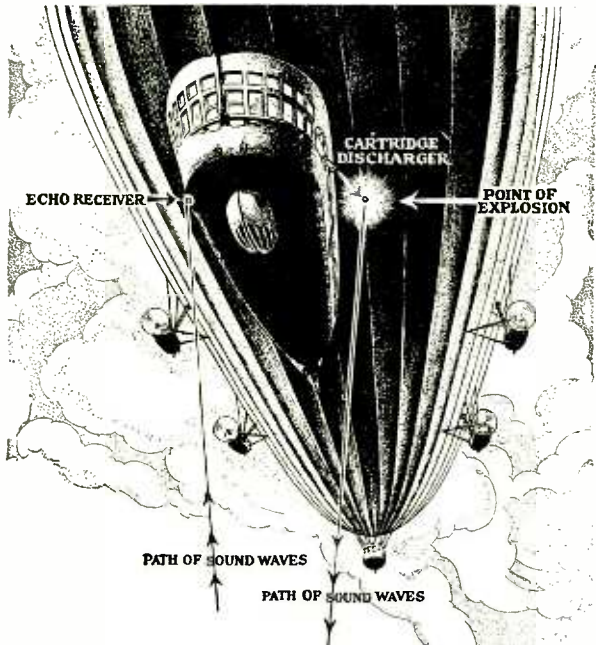 CARTRIDGE
DISCHARGER
ECHO RECEIVER
POINT OF
EXPLOSION
PATH OF SOUND WAVES
PATH OF SOUND WAVES